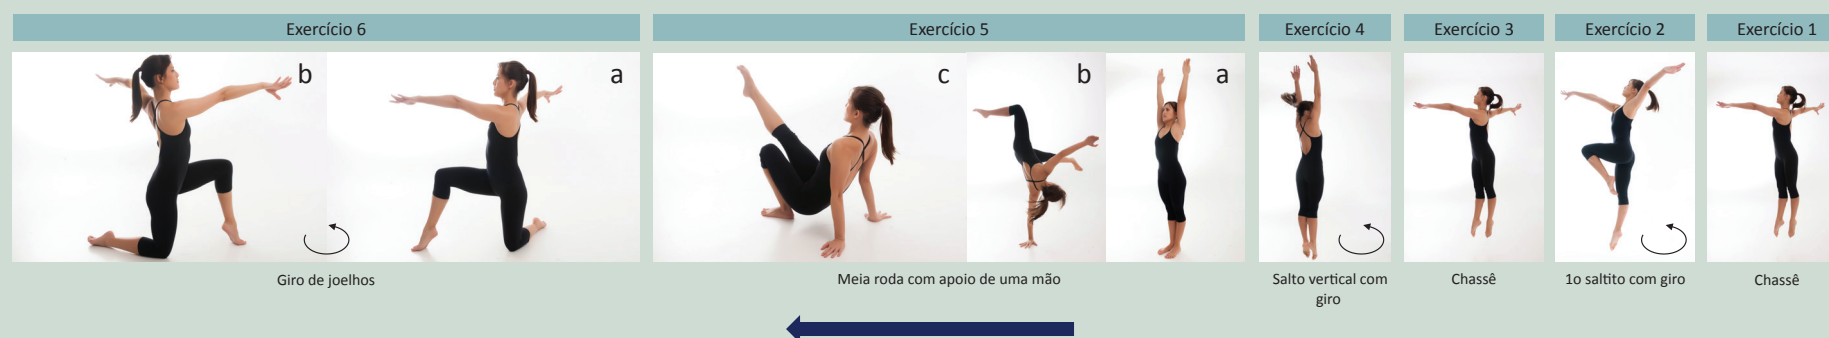 Exercício 6
Exercício 5
Exercício 4
Exercício 3
Exercício 2
Exercício 1
b
a
c
b
a
Giro de joelhos
Meia roda com apoio de uma mão
Salto vertical com
giro
Chassê
1o saltito com giro
Chassê